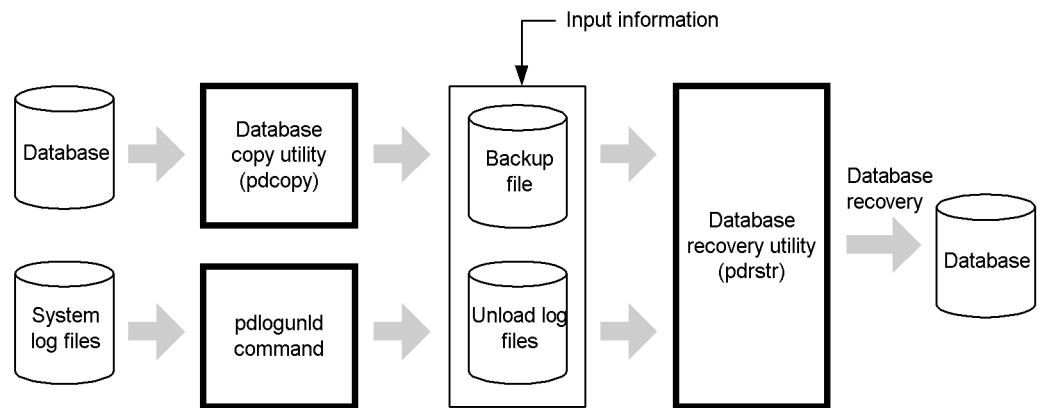 Input information
Database
Database
copy utility
(pdcopy)
Backup
file
System
log files
pdlogunld
command
Unload log
files
Database
recovery utility
(pdrstr)
Database
recovery
Database